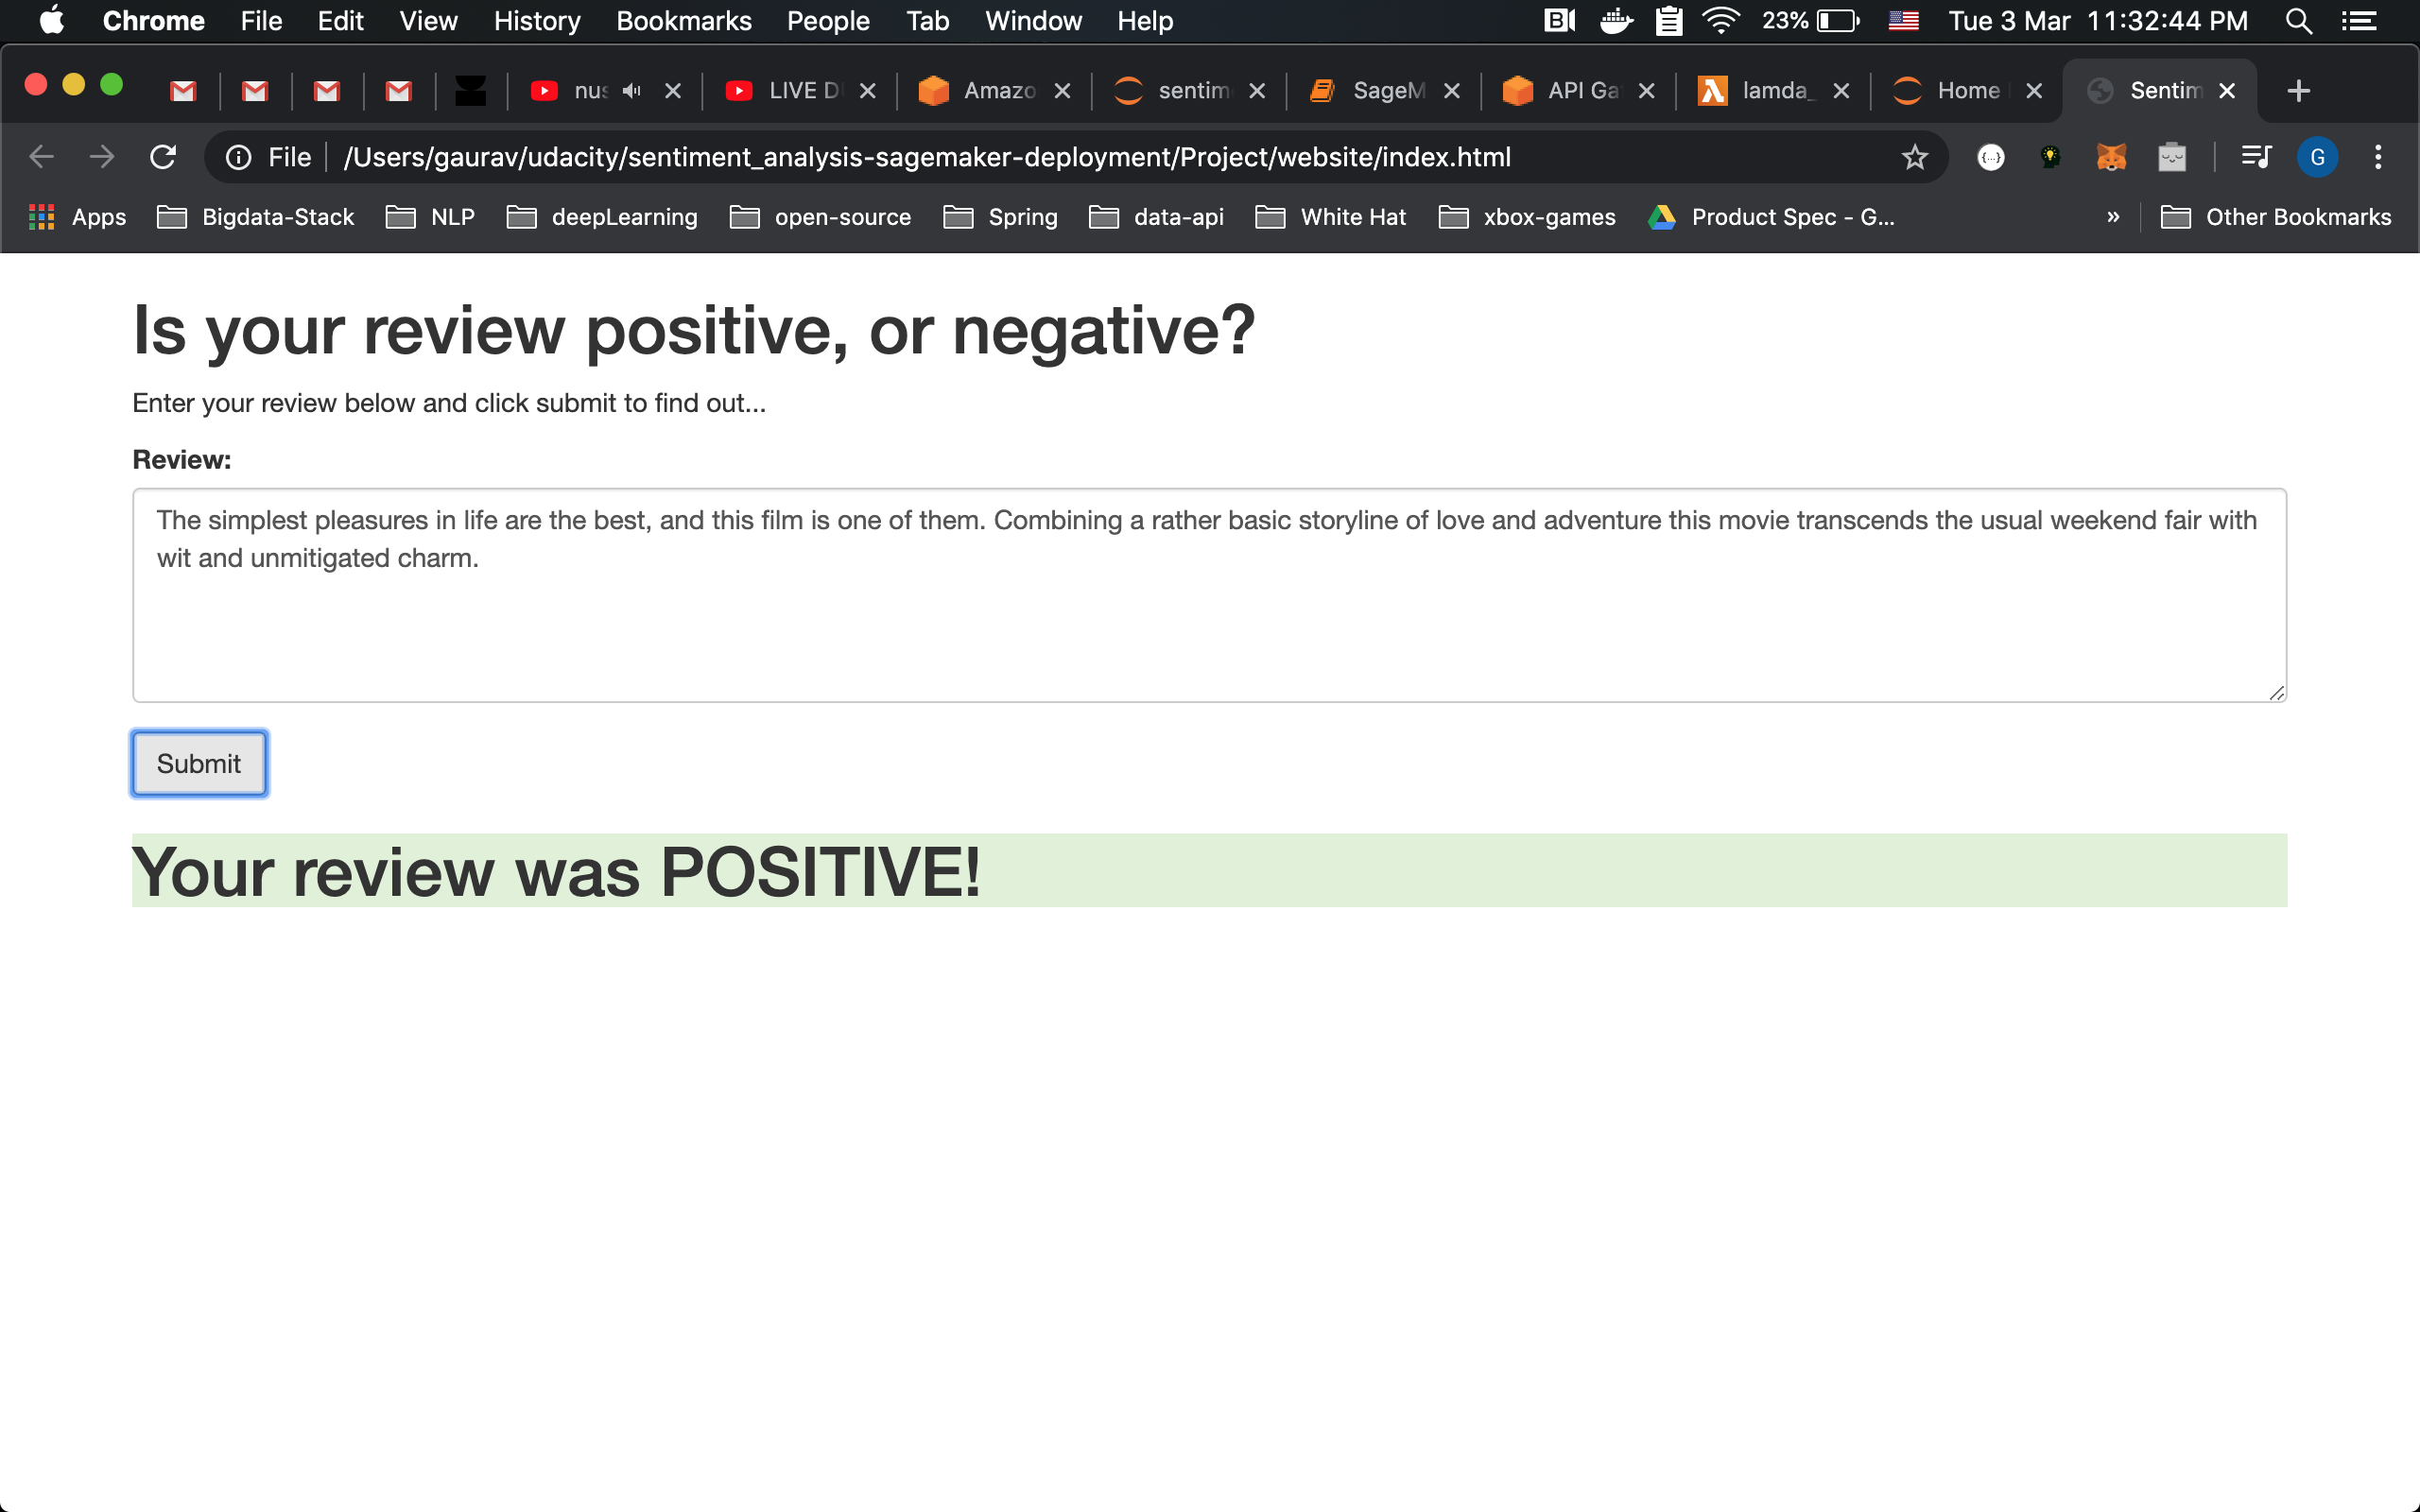 Chrome File Edit View History Bookmarks People Tab Window Help 23% Tue 3 Mar 11:32:44 PM
LIVE Amazo sentim SageM API Ga lamda_ Home Sentim
File /Users/gaurav/udacity/sentiment_analysis-sagemaker-deployment/Project/website/index.html G
Apps Bigdata-Stack NLP deepLearning open-source Spring data-api White Hat xbox-games Product Spec - G... » Other Bookmarks
Is your review positive, or negative?
Enter your review below and click submit to find out...
Review:
The simplest pleasures in life are the best, and this film is one of them. Combining a rather basic storyline of love and adventure this movie transcends the usual weekend fair with
wit and unmitigated charm.
Submit
Your review was POSITIVE!